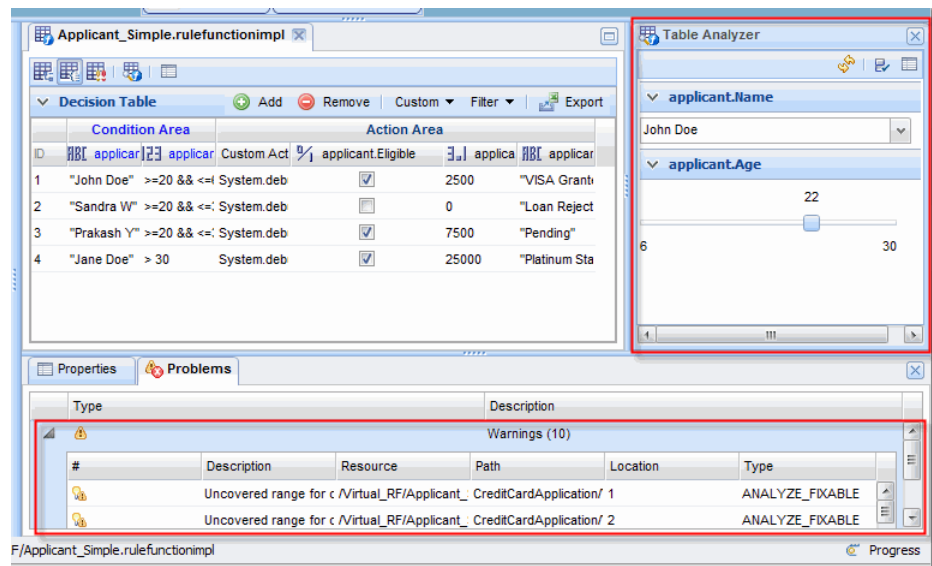 Applicant_Simple.rulefunctionimpl
Table Analyzer
Decision Table Add Remove Custom Filter Export
applicant.Name
Condition Area Action Area
John Doe
ID applicar applicar Custom Act applicant.Eligible applica applicar
applicant.Age
1 "John Doe" >=20 && <=( System.deb 2500 "VISA Grante
22
2 "Sandra W" >=20 && <=: System.deb 0 "Loan Reject
3 "Prakash Y" >=20 && <=: System.deb 7500 "Pending"
6 30
4 "Jane Doe" > 30 System.deb 25000 "Platinum Sta
Properties Problems
Type Description
Warnings (10)
# Description Resource Path Location Type
Uncovered range for c /Virtual_RF/Applicant_ CreditCardApplication/ 1 ANALYZE_FIXABLE
Uncovered range for c /Virtual_RF/Applicant_ CreditCardApplication/ 2 ANALYZE_FIXABLE
F/Applicant_Simple.rulefunctionimpl Progress